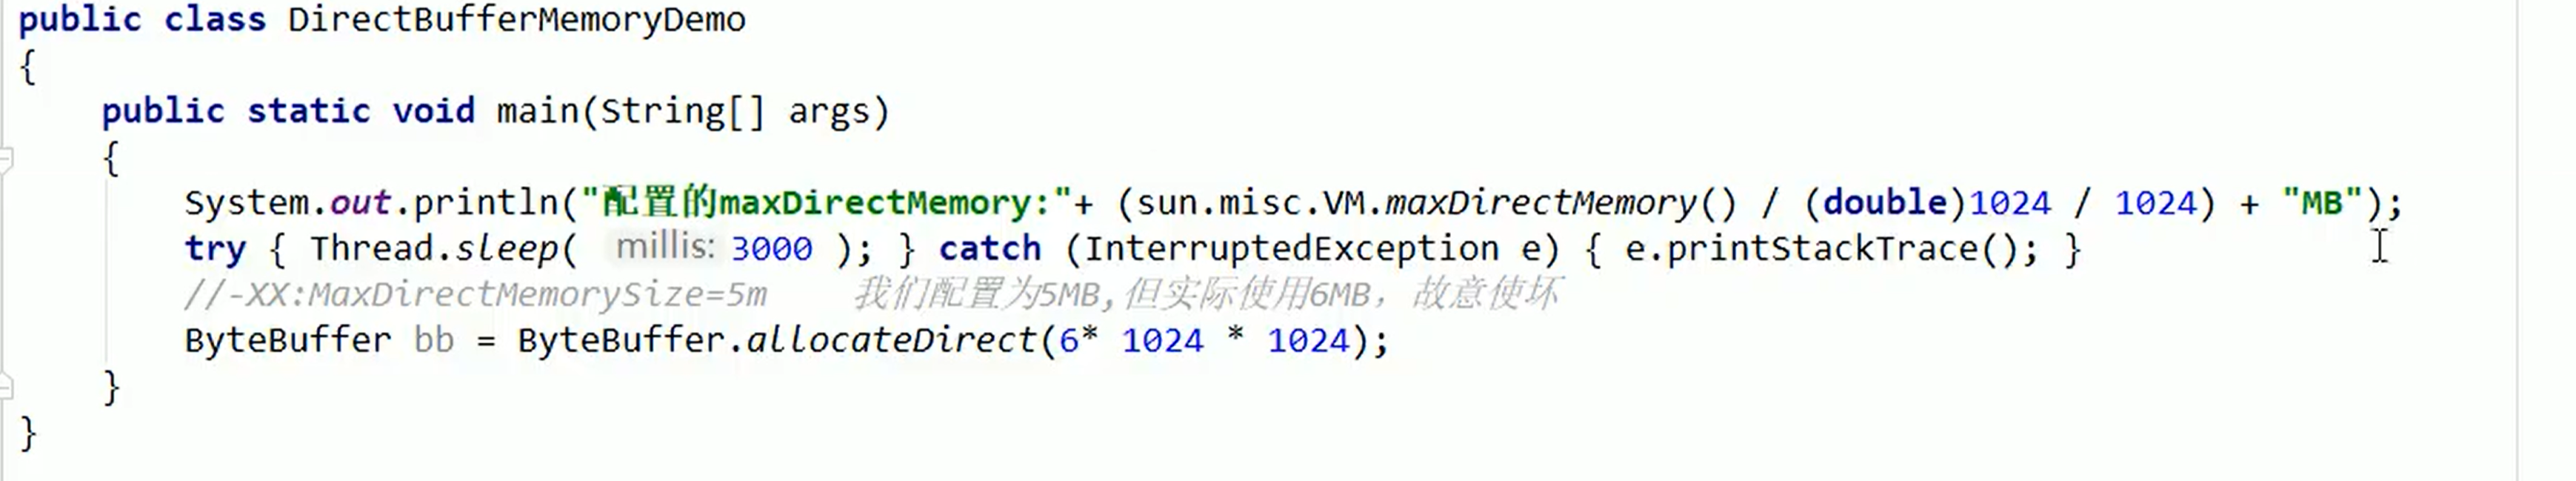 public class DirectBufferMemoryDemo
{
public static void main(String[] args)
{
System.out.println("配置的maxDirectMemory:"+ (sun.misc.VM.maxDirectMemory() / (double)1024 / 1024) + "MB");
try { Thread.sleep( millis: 3000 ); } catch (InterruptedException e) { e.printStackTrace(); }
//-XX:MaxDirectMemorySize=5m 我们配置为5MB,但实际使用6MB，故意使坏
ByteBuffer bb = ByteBuffer.allocateDirect(6* 1024 * 1024);
}
}